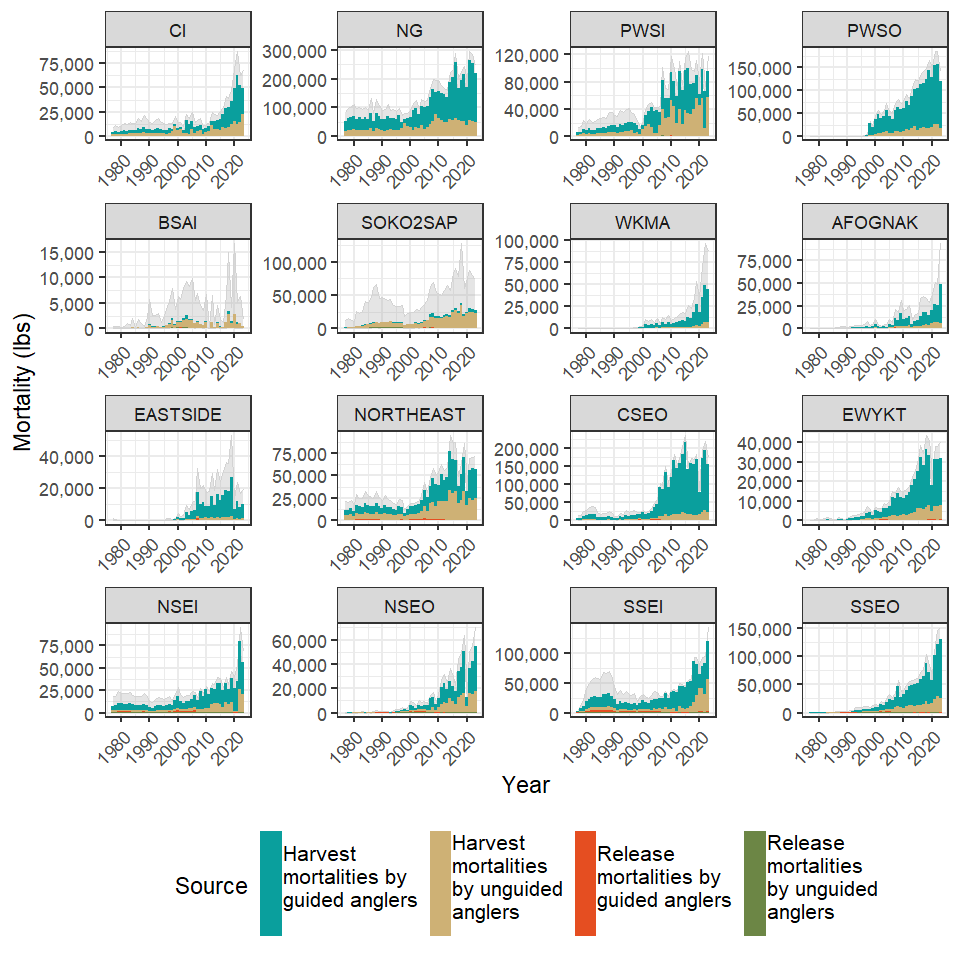 CI NG PWSI PWSO
75,000
50,000
25,000
0
300,000
200,000
100,000
0
120,000
80,000
40,000
0
150,000
100,000
50,000
0
1980 1990 2000 2010 2020
1980 1990 2000 2010 2020
1980 1990 2000 2010 2020
1980 1990 2000 2010 2020
BSAI SOKO2SAP WKMA AFOGNAK
15,000
10,000
5,000
0
100,000
50,000
0
100,000
75,000
50,000
25,000
0
75,000
50,000
25,000
0
1980 1990 2000 2010 2020
1980 1990 2000 2010 2020
1980 1990 2000 2010 2020
1980 1990 2000 2010 2020
Mortality (lbs)
EASTSIDE NORTHEAST CSEO EWYKT
40,000
20,000
0
75,000
50,000
25,000
0
200,000
150,000
100,000
50,000
0
40,000
30,000
20,000
10,000
0
1980 1990 2000 2010 2020
1980 1990 2000 2010 2020
1980 1990 2000 2010 2020
1980 1990 2000 2010 2020
NSEI NSEO SSEI SSEO
75,000
50,000
25,000
0
60,000
40,000
20,000
0
100,000
50,000
0
150,000
100,000
50,000
0
1980 1990 2000 2010 2020
1980 1990 2000 2010 2020
1980 1990 2000 2010 2020
1980 1990 2000 2010 2020
Year
Source
Harvest
mortalities by
guided anglers
Harvest
mortalities
by unguided
anglers
Release
mortalities by
guided anglers
Release
mortalities
by unguided
anglers